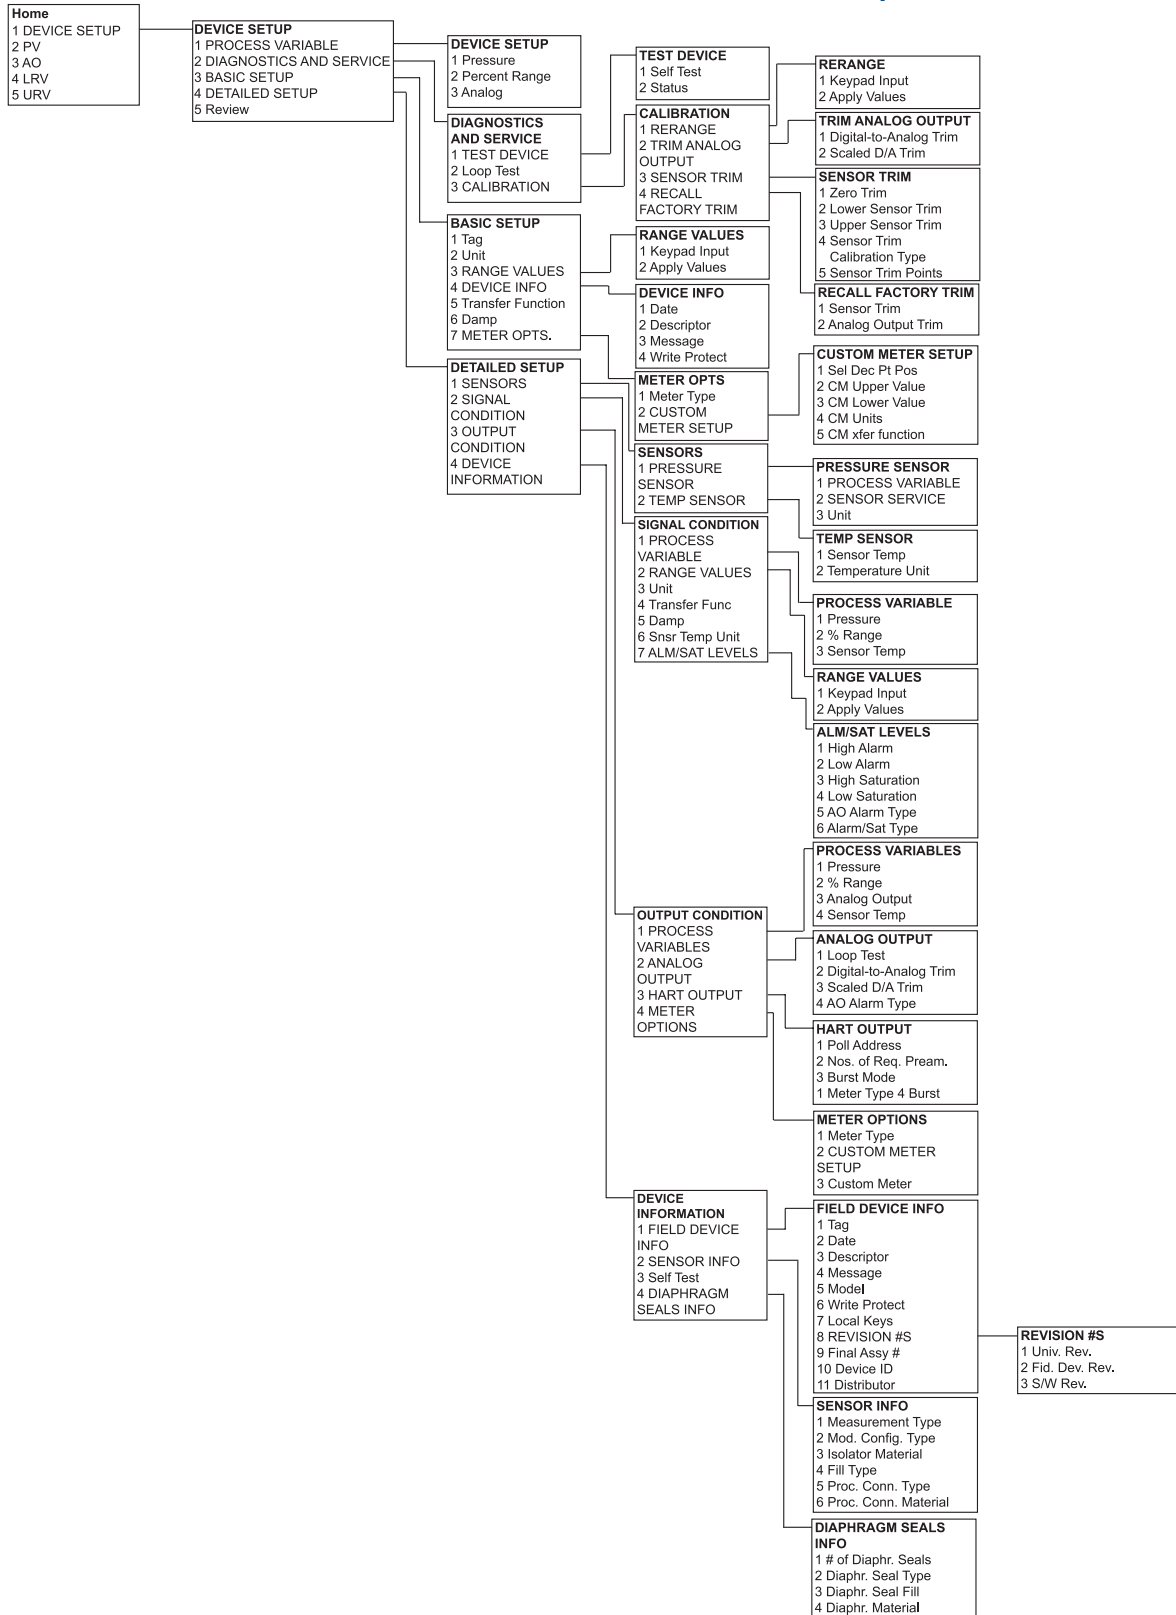 Home
1 DEVICE SETUP
2 PV
3 AO
4 LRV
5 URV
DEVICE SETUP
1 PROCESS VARIABLE
2 DIAGNOSTICS AND SERVICE
3 BASIC SETUP
4 DETAILED SETUP
5 Review
DEVICE SETUP
1 Pressure
2 Percent Range
3 Analog
DIAGNOSTICS
AND SERVICE
1 TEST DEVICE
2 Loop Test
3 CALIBRATION
BASIC SETUP
1 Tag
2 Unit
3 RANGE VALUES
4 DEVICE INFO
5 Transfer Function
6 Damp
7 METER OPTS.
DETAILED SETUP
1 SENSORS
2 SIGNAL
CONDITION
3 OUTPUT
CONDITION
4 DEVICE
INFORMATION
TEST DEVICE
1 Self Test
2 Status
CALIBRATION
1 RERANGE
2 TRIM ANALOG
OUTPUT
3 SENSOR TRIM
4 RECALL
FACTORY TRIM
RANGE VALUES
1 Keypad Input
2 Apply Values
DEVICE INFO
1 Date
2 Descriptor
3 Message
4 Write Protect
METER OPTS
1 Meter Type
2 CUSTOM
METER SETUP
SENSORS
1 PRESSURE
SENSOR
2 TEMP SENSOR
SIGNAL CONDITION
1 PROCESS
VARIABLE
2 RANGE VALUES
3 Unit
4 Transfer Func
5 Damp
6 Snsr Temp Unit
7 ALM/SAT LEVELS
OUTPUT CONDITION
1 PROCESS
VARIABLES
2 ANALOG
OUTPUT
3 HART OUTPUT
4 METER
OPTIONS
DEVICE
INFORMATION
1 FIELD DEVICE
INFO
2 SENSOR INFO
3 Self Test
4 DIAPHRAGM
SEALS INFO
RERANGE
1 Keypad Input
2 Apply Values
TRIM ANALOG OUTPUT
1 Digital-to-Analog Trim
2 Scaled D/A Trim
SENSOR TRIM
1 Zero Trim
2 Lower Sensor Trim
3 Upper Sensor Trim
4 Sensor Trim
Calibration Type
5 Sensor Trim Points
RECALL FACTORY TRIM
1 Sensor Trim
2 Analog Output Trim
CUSTOM METER SETUP
1 Sel Dec Pt Pos
2 CM Upper Value
3 CM Lower Value
4 CM Units
5 CM xfer function
PRESSURE SENSOR
1 PROCESS VARIABLE
2 SENSOR SERVICE
3 Unit
TEMP SENSOR
1 Sensor Temp
2 Temperature Unit
PROCESS VARIABLE
1 Pressure
2 % Range
3 Sensor Temp
RANGE VALUES
1 Keypad Input
2 Apply Values
ALM/SAT LEVELS
1 High Alarm
2 Low Alarm
3 High Saturation
4 Low Saturation
5 AO Alarm Type
6 Alarm/Sat Type
PROCESS VARIABLES
1 Pressure
2 % Range
3 Analog Output
4 Sensor Temp
ANALOG OUTPUT
1 Loop Test
2 Digital-to-Analog Trim
3 Scaled D/A Trim
4 AO Alarm Type
HART OUTPUT
1 Poll Address
2 Nos. of Req. Pream.
3 Burst Mode
1 Meter Type 4 Burst
METER OPTIONS
1 Meter Type
2 CUSTOM METER
SETUP
3 Custom Meter
FIELD DEVICE INFO
1 Tag
2 Date
3 Descriptor
4 Message
5 Model
6 Write Protect
7 Local Keys
8 REVISION #S
9 Final Assy #
10 Device ID
11 Distributor
REVISION #S
1 Univ. Rev.
2 Fid. Dev. Rev.
3 S/W Rev.
SENSOR INFO
1 Measurement Type
2 Mod. Config. Type
3 Isolator Material
4 Fill Type
5 Proc. Conn. Type
6 Proc. Conn. Material
DIAPHRAGM SEALS
INFO
1 # of Diaphr. Seals
2 Diaphr. Seal Type
3 Diaphr. Seal Fill
4 Diaphr. Material